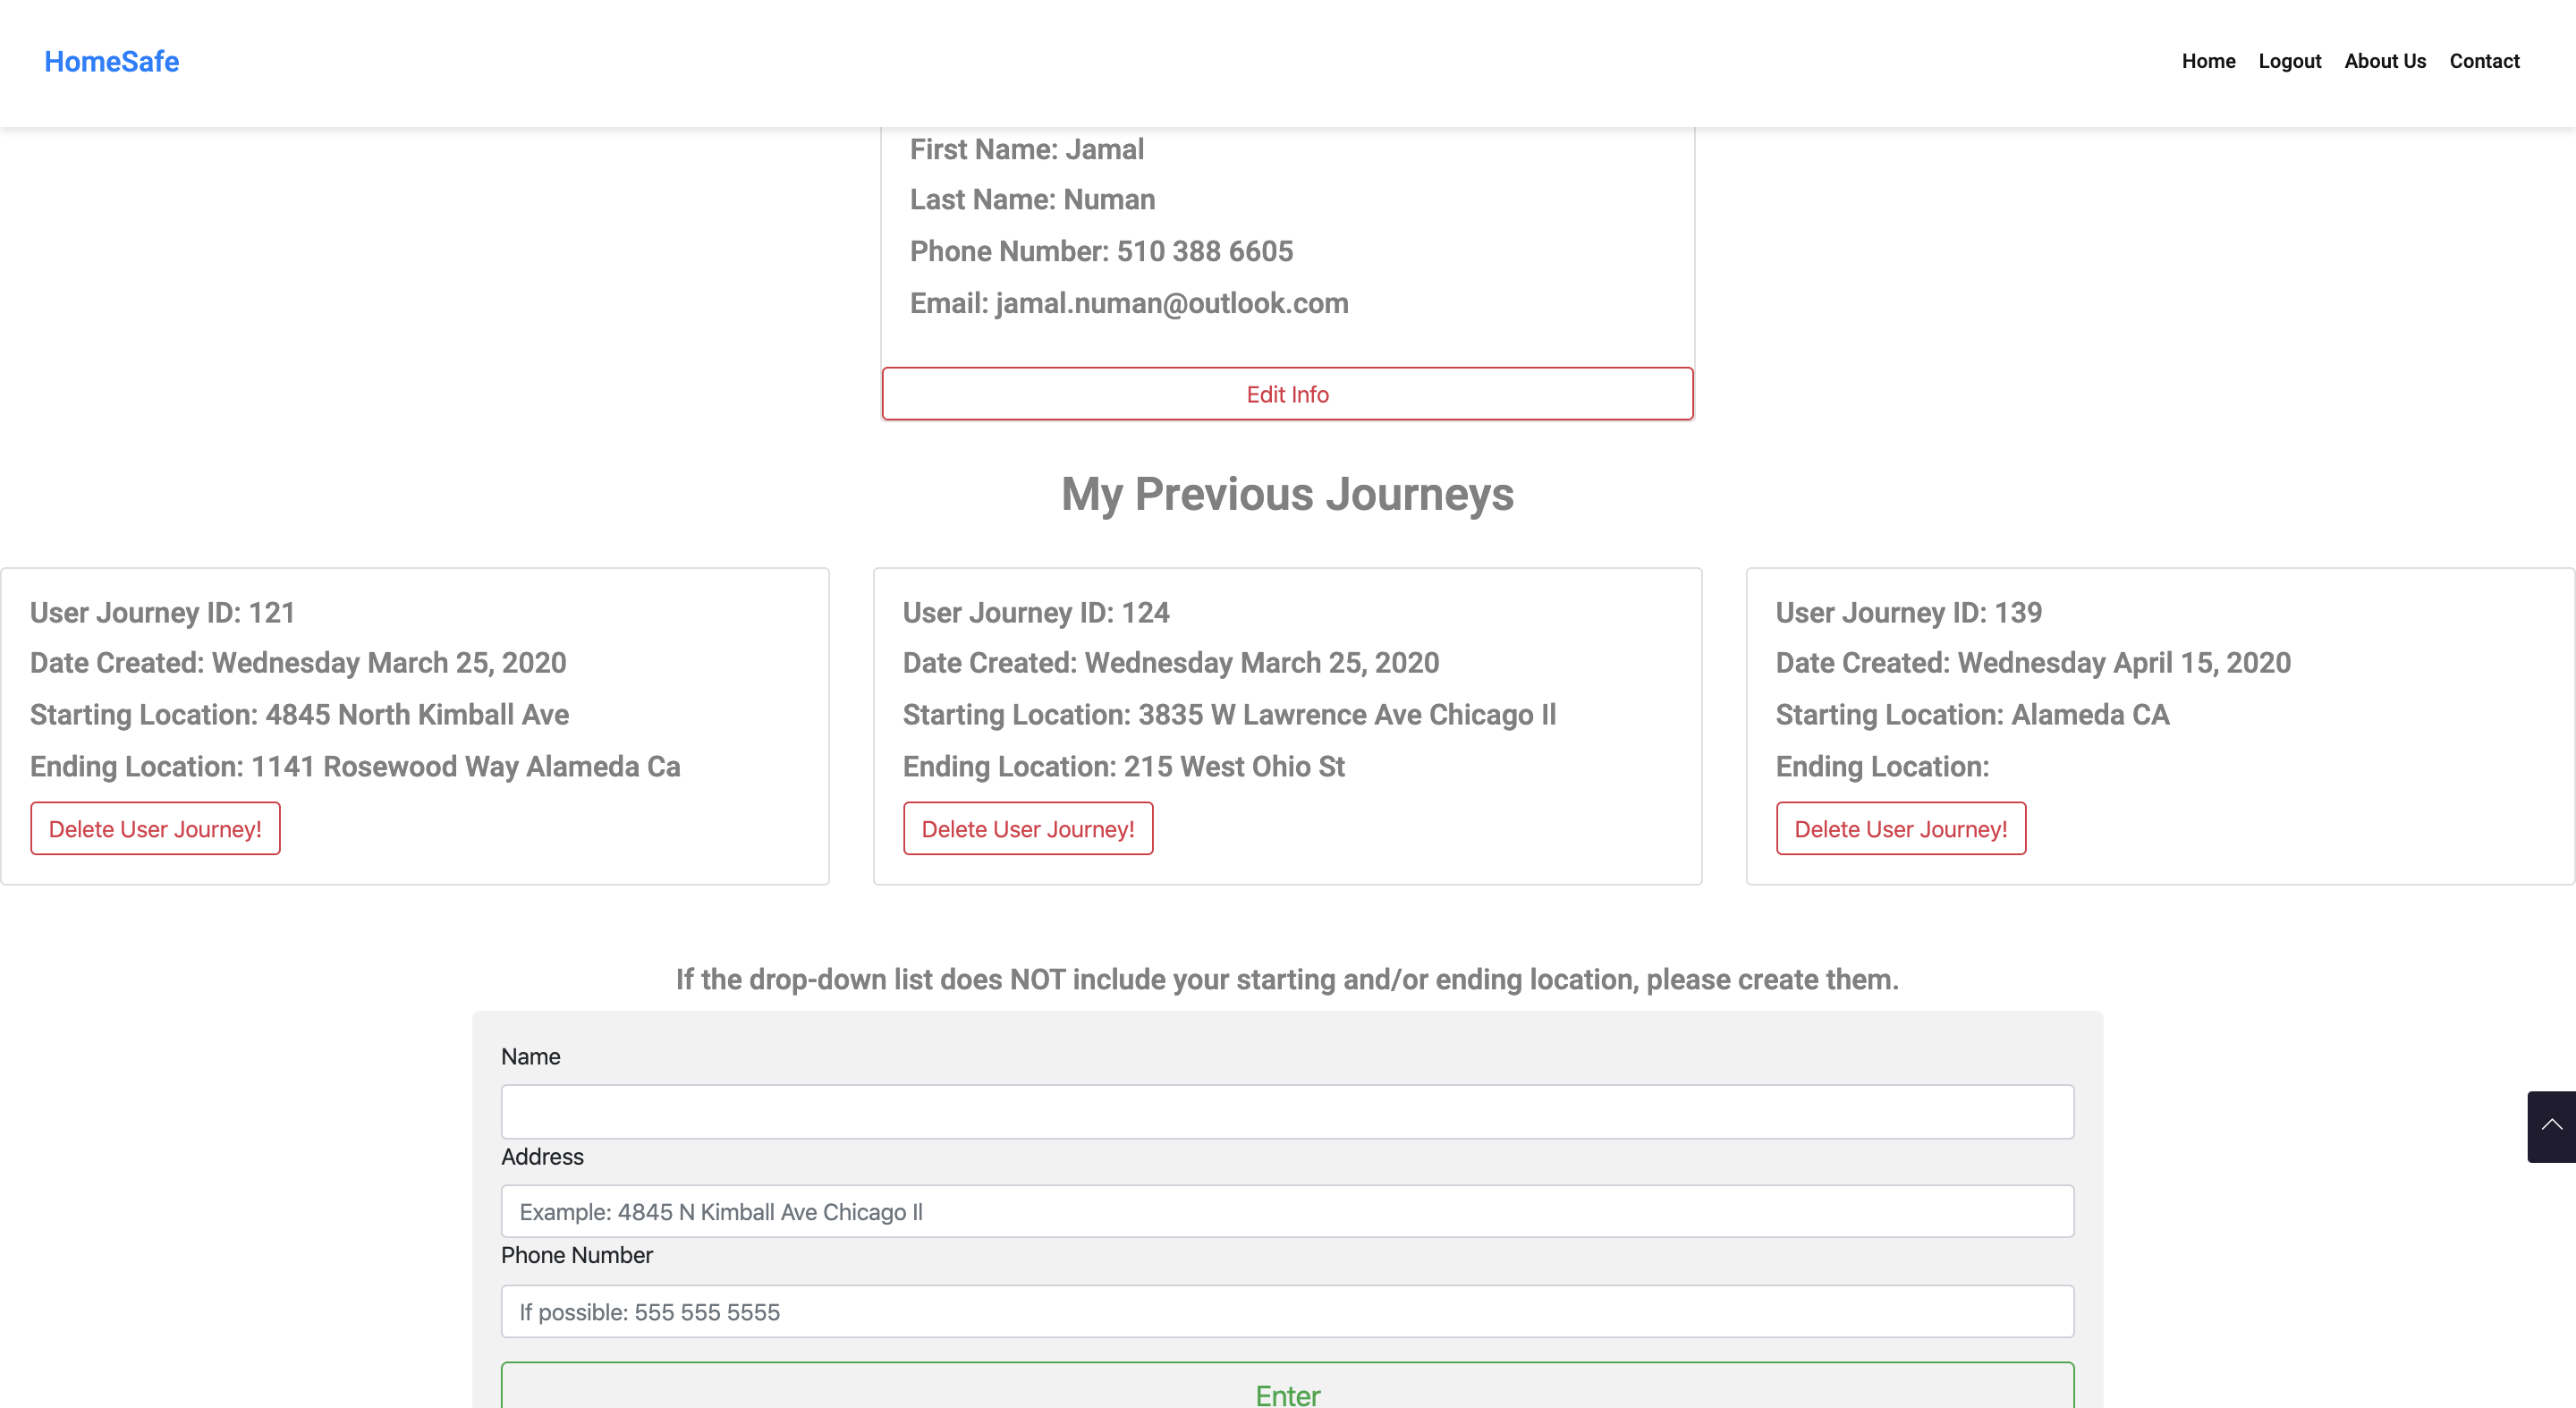 HomeSafe
Home Logout About Us Contact
First Name: Jamal
Last Name: Numan
Phone Number: 510 388 6605
Email: jamal.numan@outlook.com
Edit Info
My Previous Journeys
User Journey ID: 121
Date Created: Wednesday March 25, 2020
Starting Location: 4845 North Kimball Ave
Ending Location: 1141 Rosewood Way Alameda Ca
Delete User Journey!
User Journey ID: 124
Date Created: Wednesday March 25, 2020
Starting Location: 3835 W Lawrence Ave Chicago Il
Ending Location: 215 West Ohio St
Delete User Journey!
User Journey ID: 139
Date Created: Wednesday April 15, 2020
Starting Location: Alameda CA
Ending Location:
Delete User Journey!
If the drop-down list does NOT include your starting and/or ending location, please create them.
Name
Address
Example: 4845 N Kimball Ave Chicago Il
Phone Number
If possible: 555 555 5555
Enter